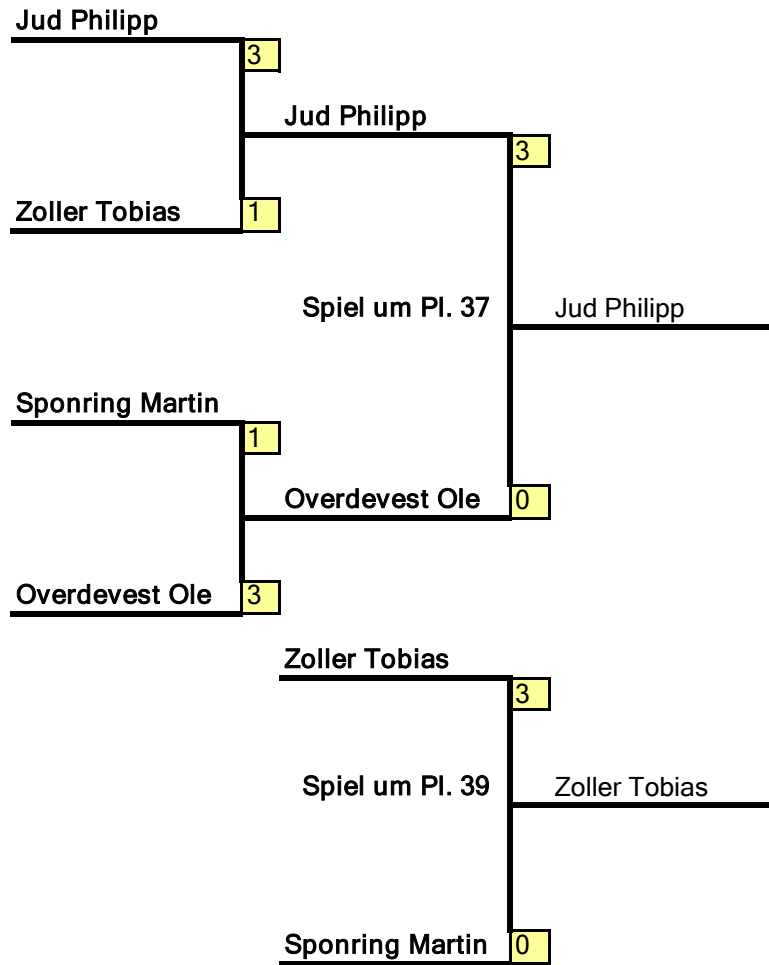 Jud Philipp
3
Jud Philipp
3
Zoller Tobias
1
Spiel um Pl. 37
Jud Philipp
Sponring Martin
1
Overdevest Ole
0
Overdevest Ole
3
Zoller Tobias
3
Spiel um Pl. 39
Zoller Tobias
Sponring Martin
0